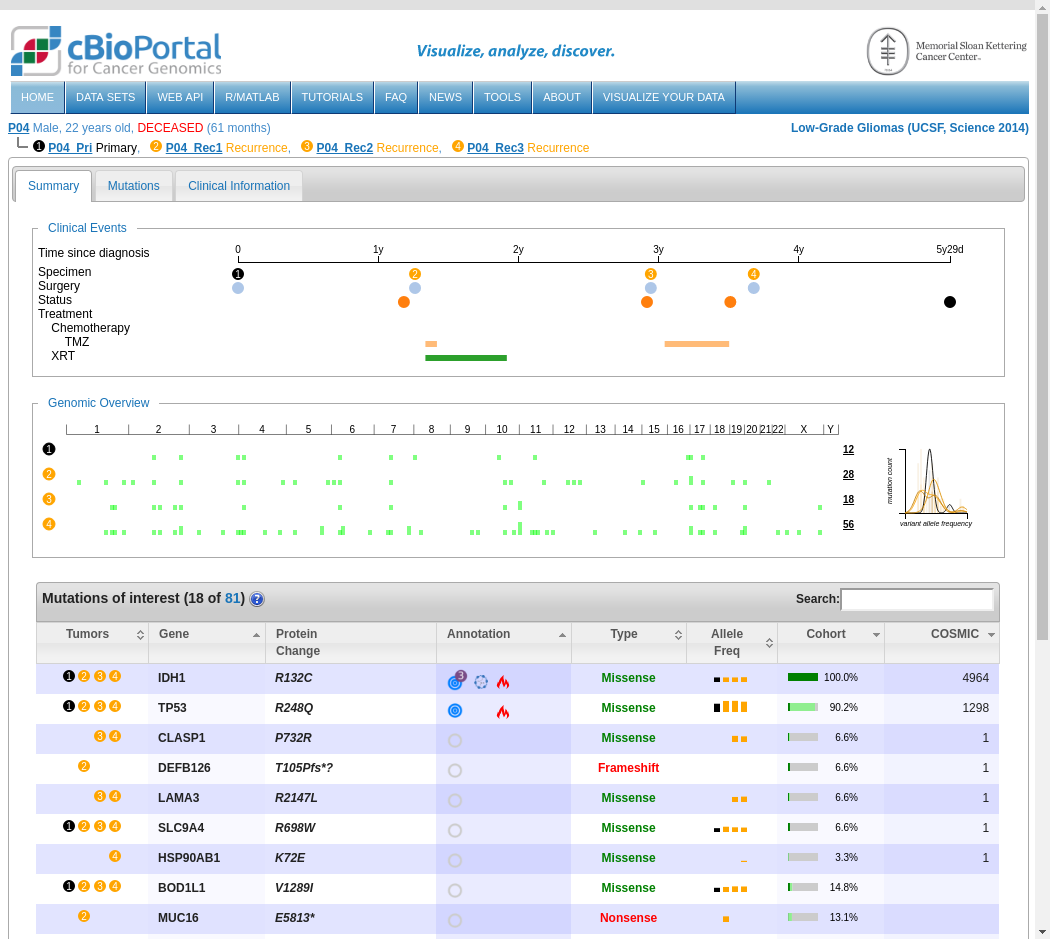 cBioPortal
for Cancer Genomics
Visualize, analyze, discover.
Memorial Sloan Kettering
Cancer Center
HOME DATA SETS WEB API R/MATLAB TUTORIALS FAQ NEWS TOOLS ABOUT VISUALIZE YOUR DATA
P04 Male, 22 years old, DECEASED (61 months) Low-Grade Gliomas (UCSF, Science 2014)
1 P04_Pri Primary, 2 P04_Rec1 Recurrence, 3 P04_Rec2 Recurrence, 4 P04_Rec3 Recurrence
Summary Mutations Clinical Information
Clinical Events
Time since diagnosis 0 1y 2y 3y 4y 5y29d
Specimen 1 2 3 4
Surgery
Status
Treatment
Chemotherapy
TMZ
XRT
Genomic Overview
1 2 3 4 5 6 7 8 9 10 11 12 13 14 15 16 17 18 19 20 21 22 X Y
1 12
2 28
3 18
4 56
mutation count
variant allele frequency
Mutations of interest (18 of 81) ? Search:
Tumors Gene Protein Change Annotation Type Allele Freq Cohort COSMIC
1 2 3 4 IDH1 R132C 3 Missense 100.0% 4964
1 2 3 4 TP53 R248Q Missense 90.2% 1298
3 4 CLASP1 P732R Missense 6.6% 1
2 DEFB126 T105Pfs*? Frameshift 6.6% 1
3 4 LAMA3 R2147L Missense 6.6% 1
1 2 3 4 SLC9A4 R698W Missense 6.6% 1
4 HSP90AB1 K72E Missense 3.3% 1
1 2 3 4 BOD1L1 V1289I Missense 14.8%
2 MUC16 E5813* Nonsense 13.1%